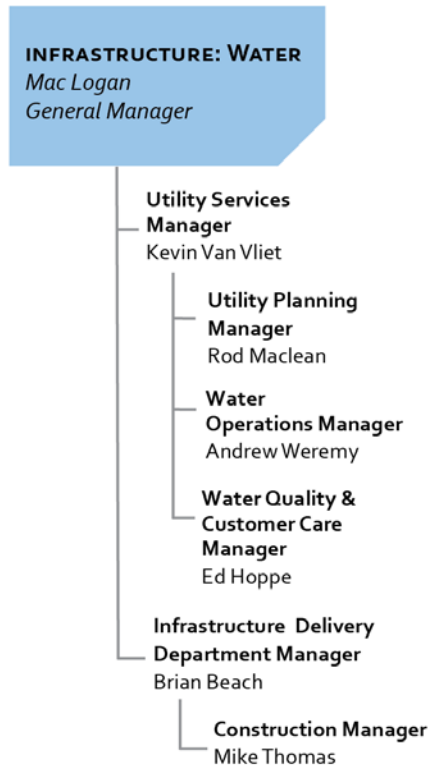 INFRASTRUCTURE: WATER
Mac Logan
General Manager
Utility Services
Manager
Kevin Van Vliet
Utility Planning
Manager
Rod Maclean
Water
Operations Manager
Andrew Weremy
Water Quality &
Customer Care
Manager
Ed Hoppe
Infrastructure Delivery
Department Manager
Brian Beach
Construction Manager
Mike Thomas